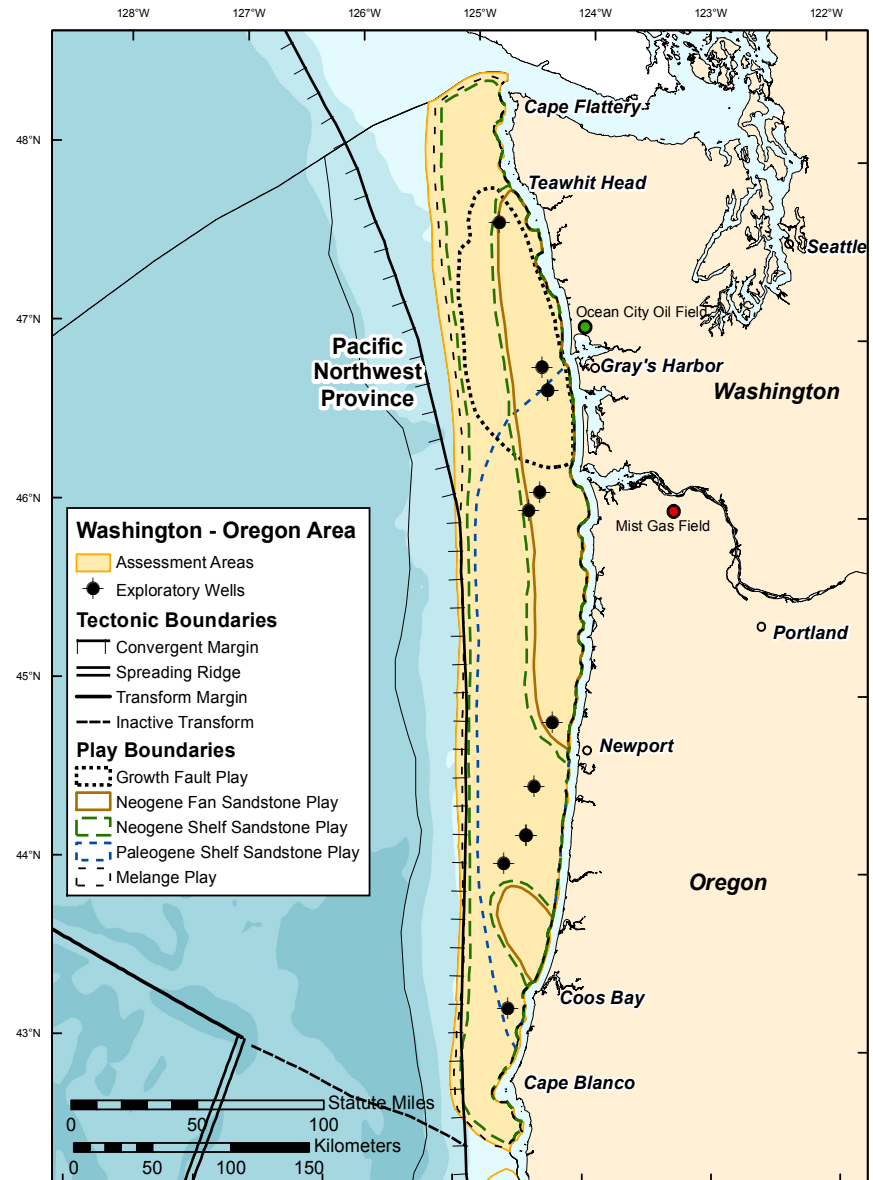 128°W 127°W 126°W 125°W 124°W 123°W 122°W
48°N
47°N
46°N
45°N
44°N
43°N
Cape Flattery
Teawhit Head
Seattle
Ocean City Oil Field
Gray's Harbor
Pacific
Northwest
Province
Washington
Mist Gas Field
Portland
Newport
Oregon
Coos Bay
Cape Blanco
Washington - Oregon Area
Assessment Areas
Exploratory Wells
Tectonic Boundaries
Convergent Margin
Spreading Ridge
Transform Margin
Inactive Transform
Play Boundaries
Growth Fault Play
Neogene Fan Sandstone Play
Neogene Shelf Sandstone Play
Paleogene Shelf Sandstone Play
Melange Play
Statute Miles
0 50 100
Kilometers
0 50 100 150